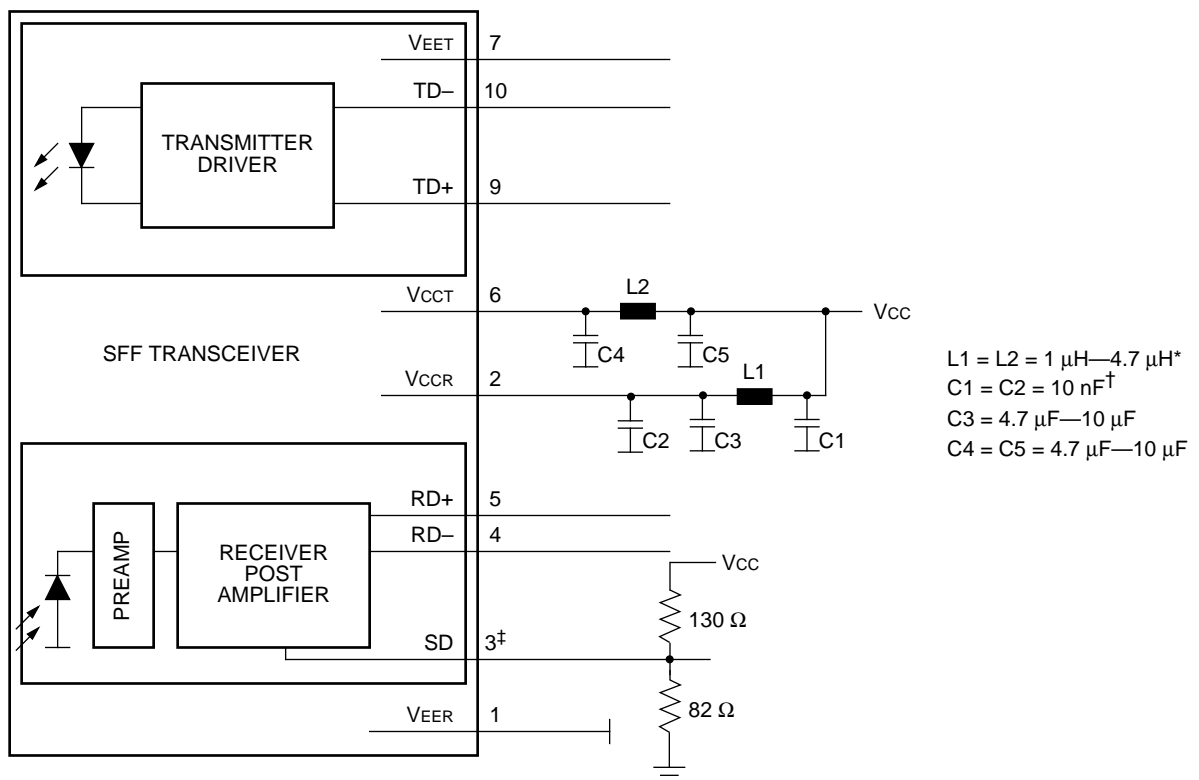 VEET 7
TD– 10
TRANSMITTER
DRIVER
TD+ 9
VCCT 6
L2
VCC
C4
C5
SFF TRANSCEIVER
VCCR 2
L1
C2
C3
C1
L1 = L2 = 1 μH—4.7 μH*
C1 = C2 = 10 nF†
C3 = 4.7 μF—10 μF
C4 = C5 = 4.7 μF—10 μF
RD+ 5
RD– 4
PREAMP
RECEIVER
POST
AMPLIFIER
VCC
130 Ω
SD 3‡
82 Ω
VEER 1